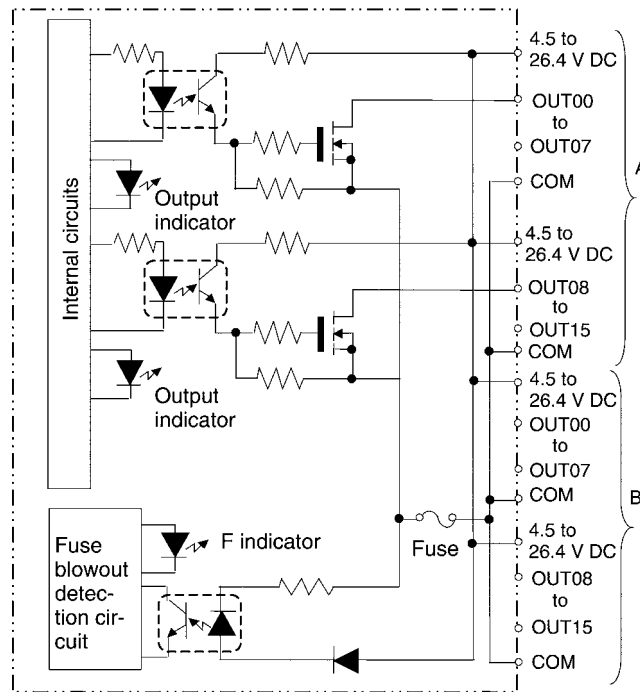 Internal circuits
Output
indicator
Output
indicator
4.5 to
26.4 V DC
OUT00
to
OUT07
COM
4.5 to
26.4 V DC
OUT08
to
OUT15
COM
A
4.5 to
26.4 V DC
OUT00
to
OUT07
COM
4.5 to
26.4 V DC
OUT08
to
OUT15
COM
B
Fuse
Fuse
blowout
detec-
tion cir-
cuit
F indicator